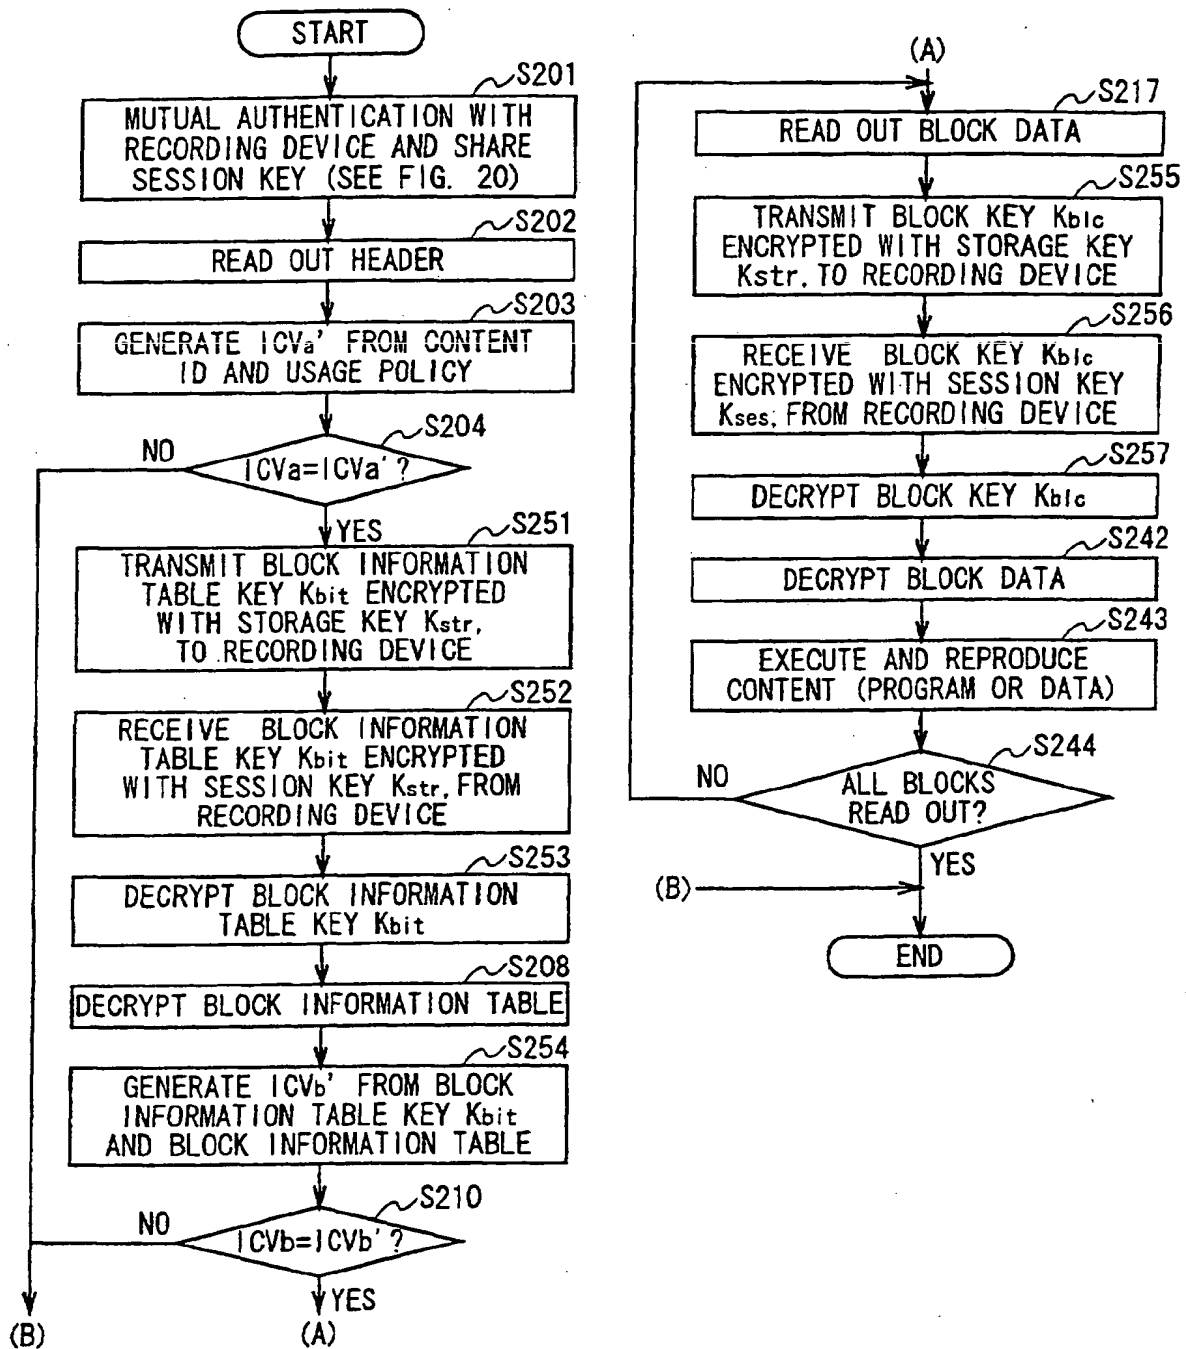 START
S201
MUTUAL AUTHENTICATION WITH
RECORDING DEVICE AND SHARE
SESSION KEY (SEE FIG. 20)
S202
READ OUT HEADER
S203
GENERATE ICVa' FROM CONTENT
ID AND USAGE POLICY
S204
NO
ICVa=ICVa' ?
YES
S251
TRANSMIT BLOCK INFORMATION
TABLE KEY Kbit ENCRYPTED
WITH STORAGE KEY Kstr,
TO RECORDING DEVICE
S252
RECEIVE BLOCK INFORMATION
TABLE KEY Kbit ENCRYPTED
WITH SESSION KEY Kstr, FROM
RECORDING DEVICE
S253
DECRYPT BLOCK INFORMATION
TABLE KEY Kbit
S208
DECRYPT BLOCK INFORMATION TABLE
S254
GENERATE ICVb' FROM BLOCK
INFORMATION TABLE KEY Kbit
AND BLOCK INFORMATION TABLE
S210
NO
ICVb=ICVb' ?
YES
(B)
(A)
(A)
S217
READ OUT BLOCK DATA
S255
TRANSMIT BLOCK KEY Kblc
ENCRYPTED WITH STORAGE KEY
Kstr, TO RECORDING DEVICE
S256
RECEIVE BLOCK KEY Kblc
ENCRYPTED WITH SESSION KEY
Kses, FROM RECORDING DEVICE
S257
DECRYPT BLOCK KEY Kblc
S242
DECRYPT BLOCK DATA
S243
EXECUTE AND REPRODUCE
CONTENT (PROGRAM OR DATA)
S244
NO
ALL BLOCKS
READ OUT?
YES
(B)
END